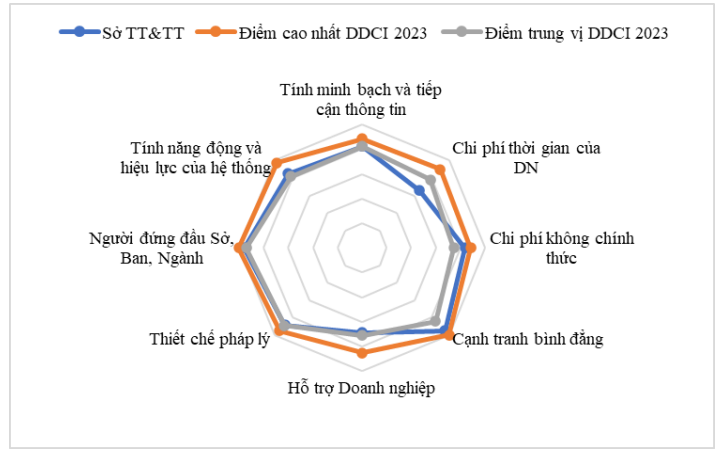 Sở TT&TT Điểm cao nhất DDCI 2023 Điểm trung vị DDCI 2023
Tính minh bạch và tiếp
cận thông tin
Chi phí thời gian của
DN
Chi phí không chính
thức
Cạnh tranh bình đẳng
Hỗ trợ Doanh nghiệp
Thiết chế pháp lý
Người đứng đầu Sở,
Ban, Ngành
Tính năng động và
hiệu lực của hệ thống